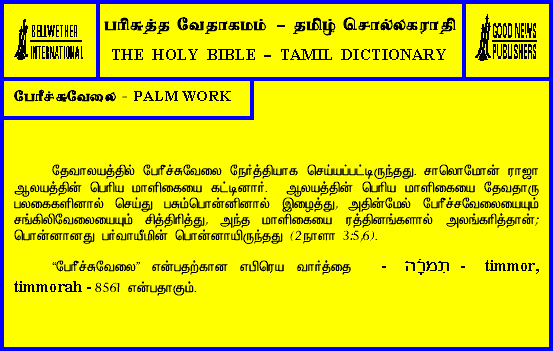 BELLWETHER
INTERNATIONAL
பரிசுத்த வேதாகமம் – தமிழ் சொல்லகராதி
THE HOLY BIBLE – TAMIL DICTIONARY
GOOD NEWS
PUBLISHERS
பேரீச்சுவேலை - PALM WORK
தேவாலயத்தில் பேரீச்சுவேலை நேர்த்தியாக செய்யப்பட்டிருந்தது. சாலொமோன் ராஜா
ஆலயத்தின் பெரிய மாளிகையை கட்டினார். ஆலயத்தின் பெரிய மாளிகையை தேவதாரு
பலகைகளினால் செய்து பசும்பொன்னினால் இழைத்து, அதின்மேல் பேரீச்சவேலையையும்
சங்கிலிவேலையையும் சித்திரித்து, அந்த மாளிகையை ரத்தினங்களால் அலங்கரித்தான்;
பொன்னானது பர்வாயீமின் பொன்னாயிருந்தது (2நாளா 3:5,6).
“பேரீச்சுவேலை” என்பதற்கான எபிரெய வார்த்தை - תִּמֹרָה - timmor,
timmorah - 8561 என்பதாகும்.